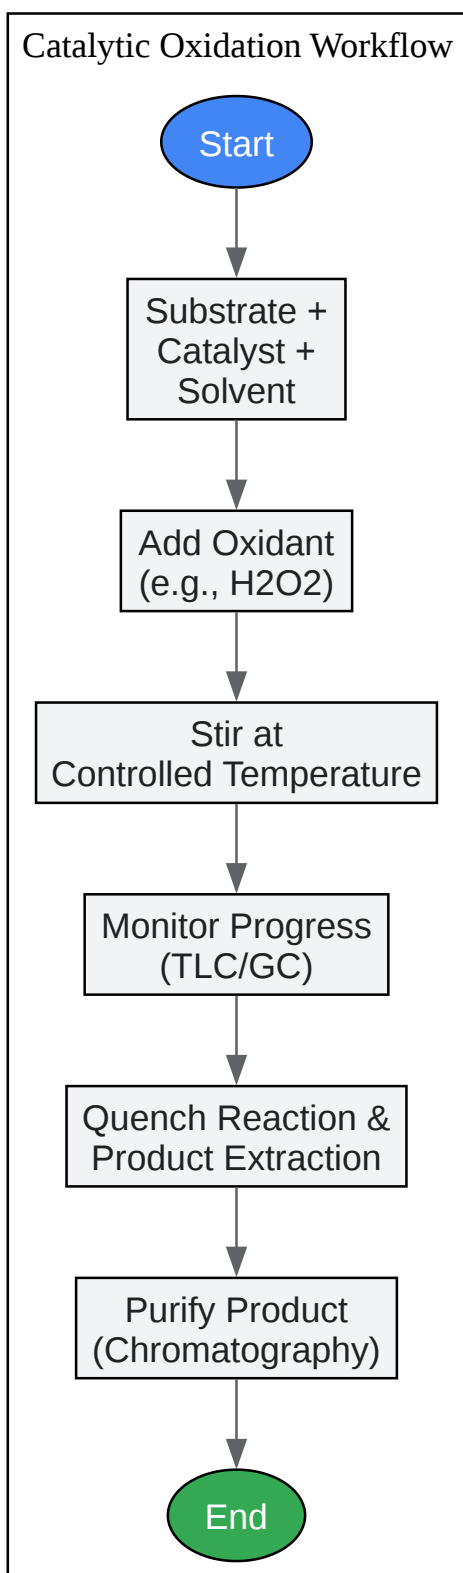 Catalytic Oxidation Workflow
Start
Substrate +
Catalyst +
Solvent
Add Oxidant
(e.g., H2O2)
Stir at
Controlled Temperature
Monitor Progress
(TLC/GC)
Quench Reaction &
Product Extraction
Purify Product
(Chromatography)
End